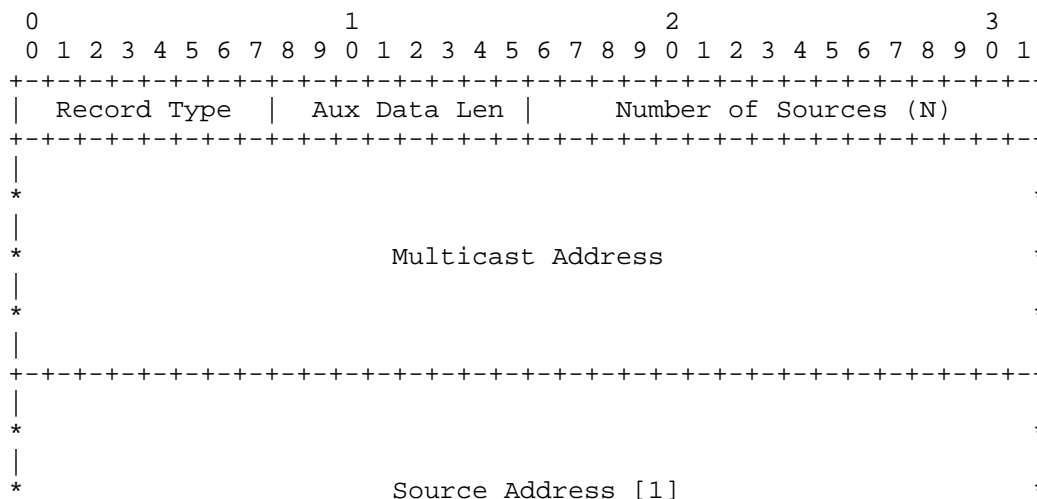 0                   1                   2                   3
 0 1 2 3 4 5 6 7 8 9 0 1 2 3 4 5 6 7 8 9 0 1 2 3 4 5 6 7 8 9 0 1
+-+-+-+-+-+-+-+-+-+-+-+-+-+-+-+-+-+-+-+-+-+-+-+-+-+-+-+-+-+-+-+-
|  Record Type  |  Aux Data Len |     Number of Sources (N)
+-+-+-+-+-+-+-+-+-+-+-+-+-+-+-+-+-+-+-+-+-+-+-+-+-+-+-+-+-+-+-+-
|
*                                                               *
|
*                       Multicast Address                       *
|
*                                                               *
|
+-+-+-+-+-+-+-+-+-+-+-+-+-+-+-+-+-+-+-+-+-+-+-+-+-+-+-+-+-+-+-+-
|
*                                                               *
|
*                       Source Address [1]                      *